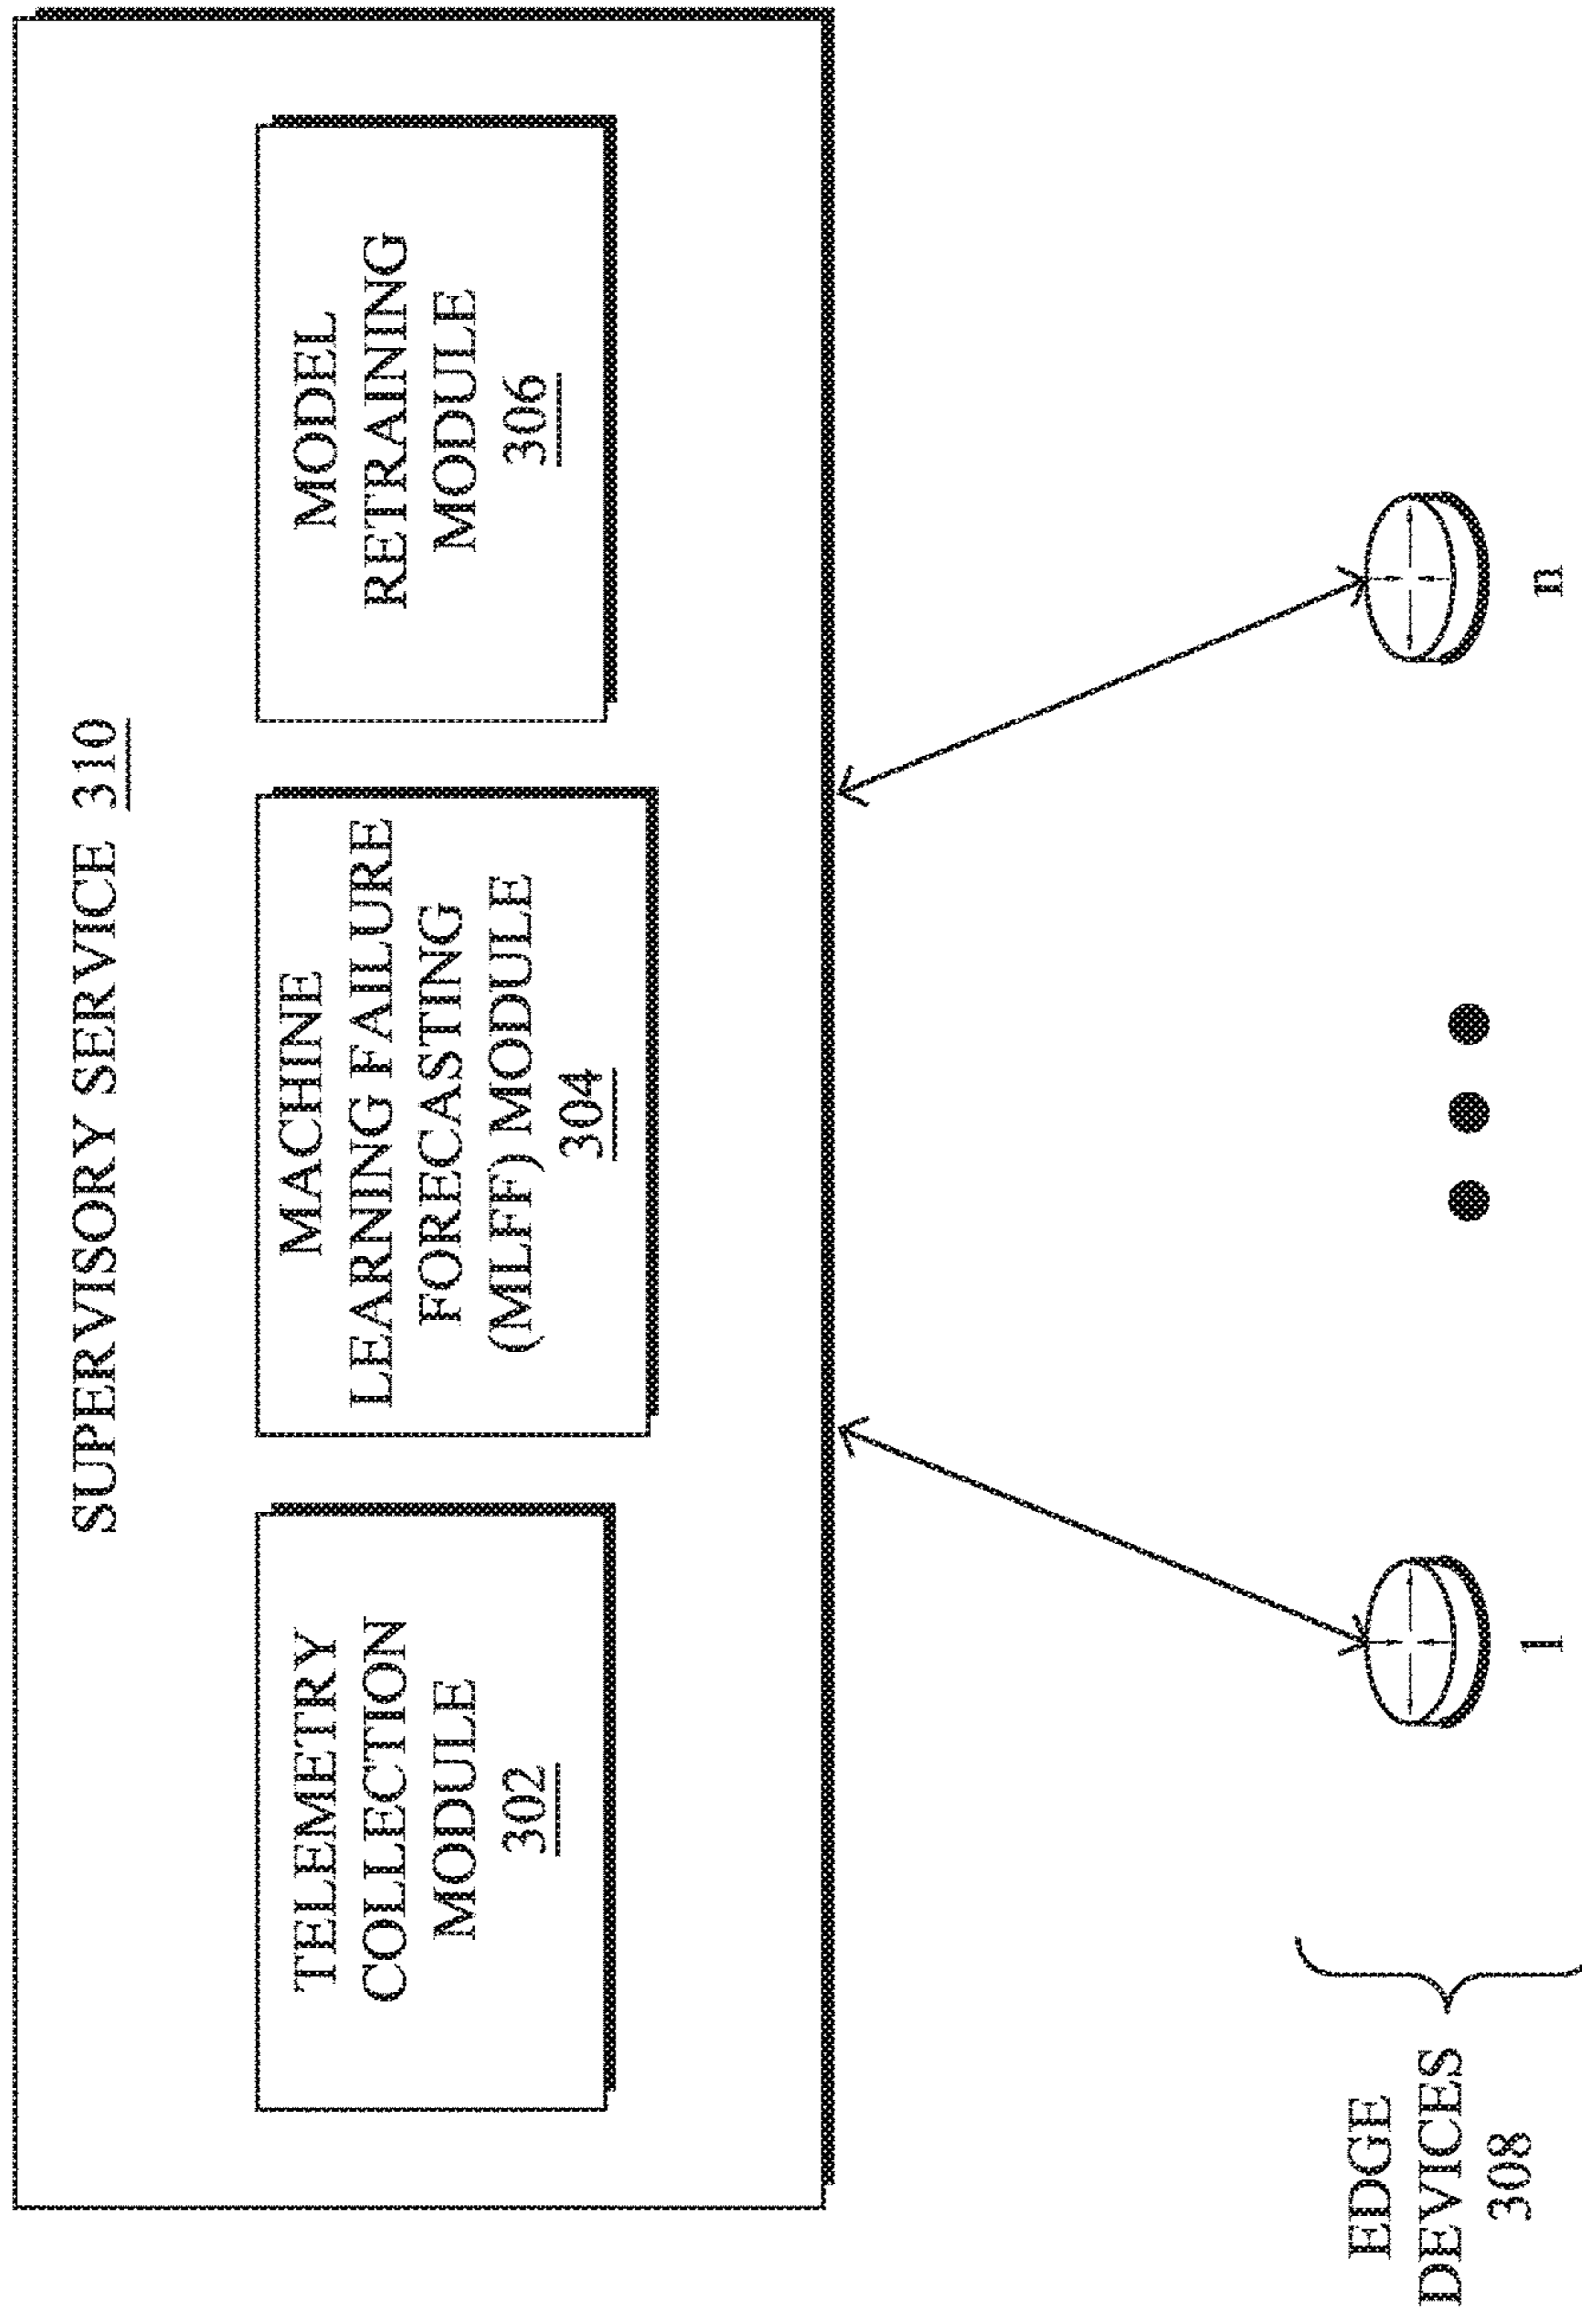 SUPERVISORY SERVICE 310
TELEMETRY
COLLECTION
MODULE
302
MACHINE
LEARNING FAILURE
FORECASTING
(MLFF) MODULE
304
MODEL
RETRAINING
MODULE
306
EDGE
DEVICES
308
1
n